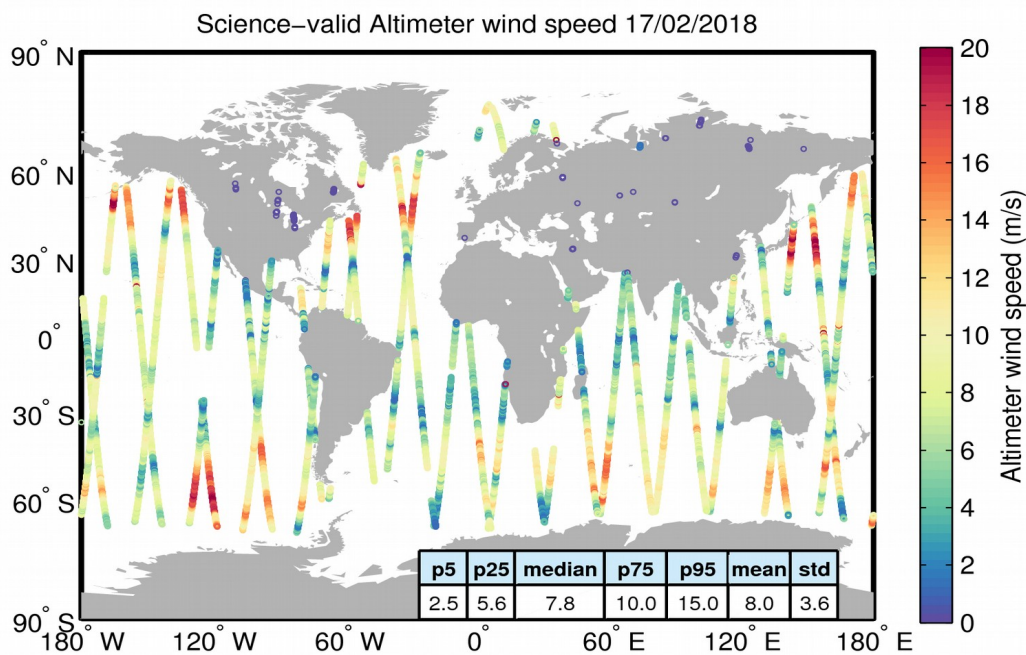 Science-valid Altimeter wind speed 17/02/2018
90° N
60° N
30° N
0°
30° S
60° S
90° S
180° W
120° W
60° W
0°
60° E
120° E
180° E
p5 p25 median p75 p95 mean std
2.5 5.6 7.8 10.0 15.0 8.0 3.6
20
18
16
14
12
10
8
6
4
2
0
Altimeter wind speed (m/s)